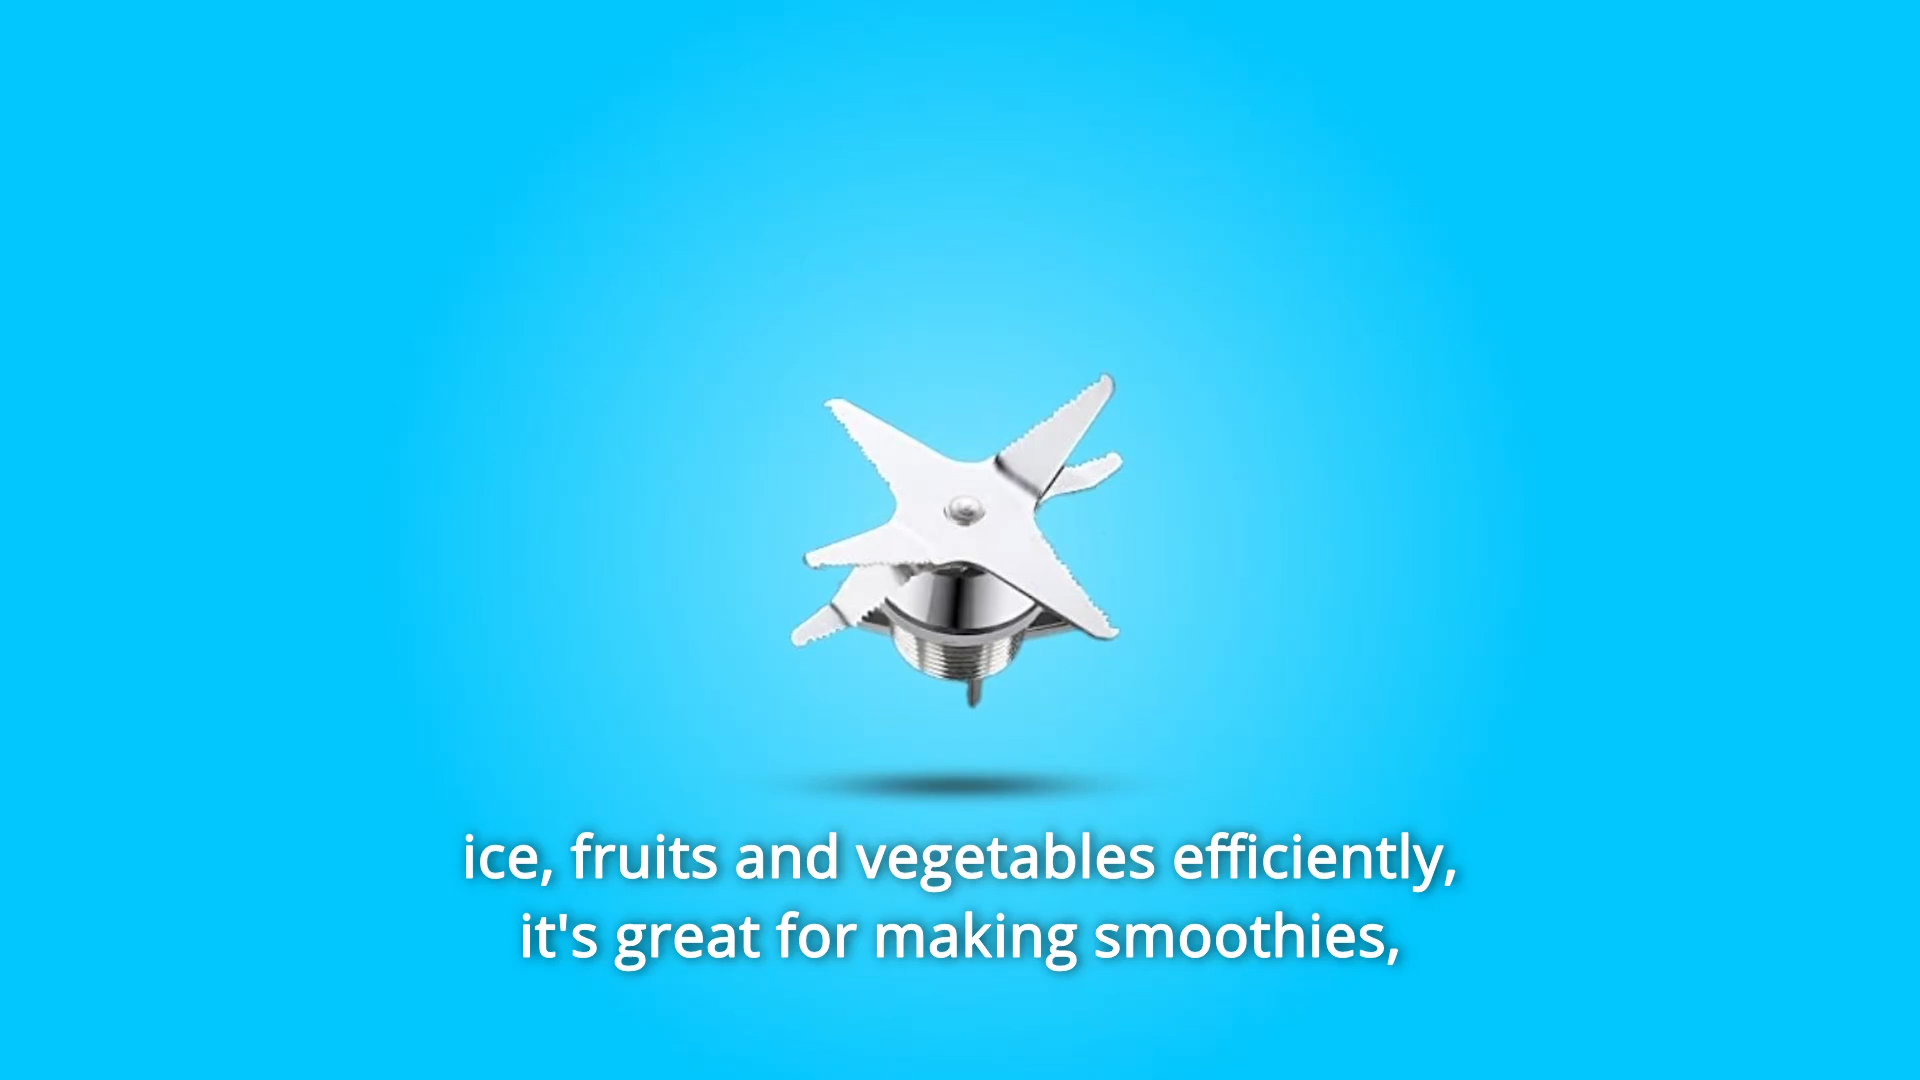 ice, fruits and vegetables efficiently,
it's great for making smoothies,